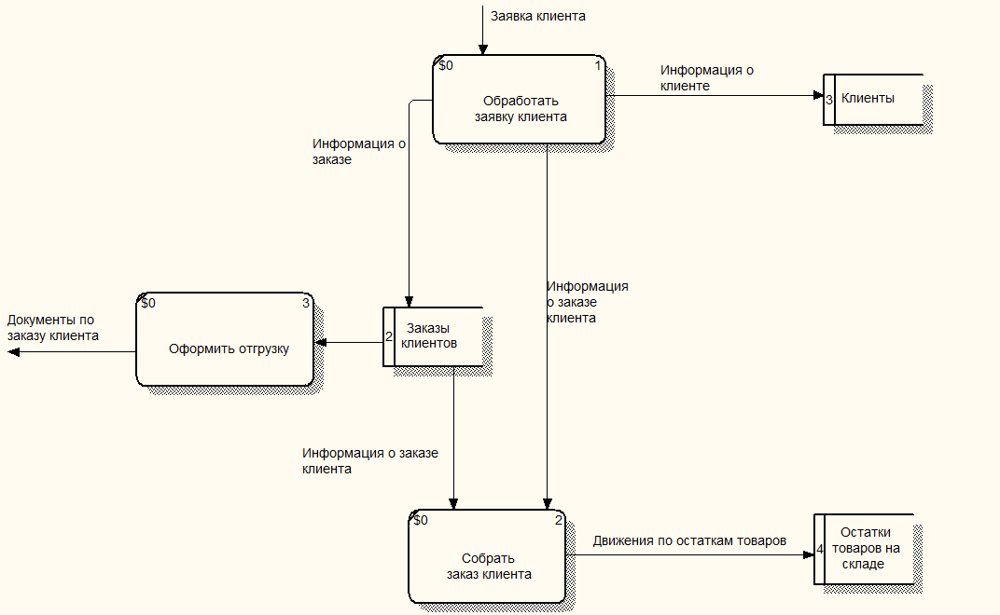 Заявка клиента
$0 1
Обработать
заявку клиента
Информация о
клиенте
3 Клиенты
Информация о
заказе
Информация
о заказе
клиента
$0 3
Оформить отгрузку
Документы по
заказу клиента
2
Заказы
клиентов
Информация о заказе
клиента
$0 2
Собрать
заказ клиента
Движения по остаткам товаров
4
Остатки
товаров на
складе